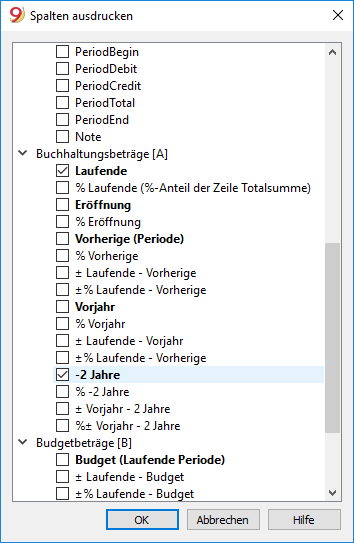 9 Spalten ausdrucken
PeriodBegin
PeriodDebit
PeriodCredit
PeriodTotal
PeriodEnd
Note
Buchhaltungsbeträge [A]
Laufende
% Laufende (%-Anteil der Zeile Totalsumme)
Eröffnung
% Eröffnung
Vorherige (Periode)
% Vorherige
± Laufende - Vorherige
±% Laufende - Vorherige
Vorjahr
% Vorjahr
± Laufende - Vorjahr
±% Laufende - Vorherige
-2 Jahre
% -2 Jahre
± Vorjahr - 2 Jahre
%± Vorjahr - 2 Jahre
Budgetbeträge [B]
Budget (Laufende Periode)
± Laufende - Budget
±% Laufende - Budget
OK Abbrechen Hilfe